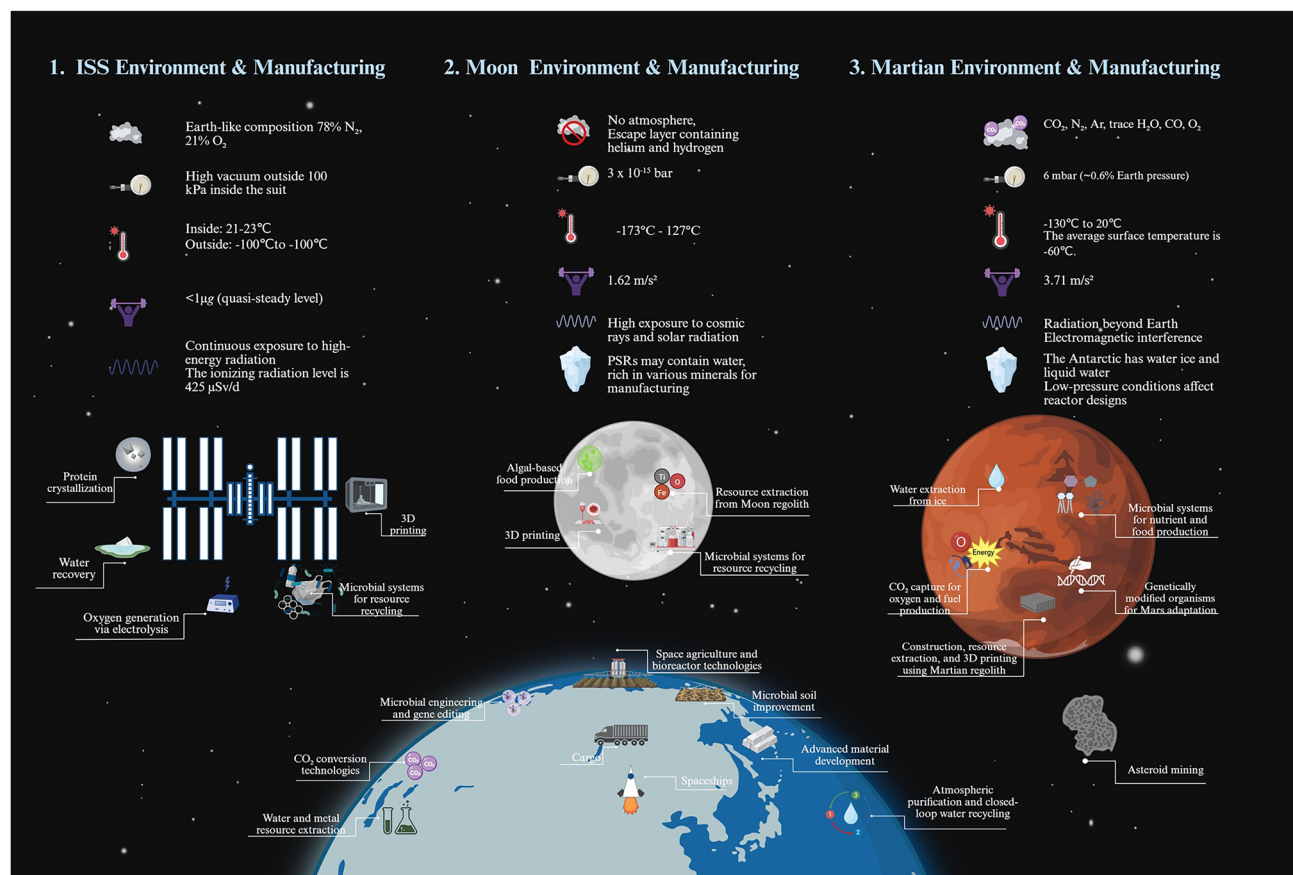 1. ISS Environment & Manufacturing
Earth-like composition 78% N₂,
21% O₂
High vacuum outside 100
kPa inside the suit
Inside: 21-23℃
Outside: -100℃to -100℃
<1μg (quasi-steady level)
Continuous exposure to high-
energy radiation
The ionizing radiation level is
425 μSv/d
Protein
crystallization
3D
printing
Water
recovery
Oxygen generation
via electrolysis
Microbial systems
for resource
recycling
2. Moon Environment & Manufacturing
No atmosphere,
Escape layer containing
helium and hydrogen
3 x 10⁻¹⁵ bar
-173℃ - 127℃
1.62 m/s²
High exposure to cosmic
rays and solar radiation
PSRs may contain water,
rich in various minerals for
manufacturing
Algal-based
food production
Ti
O
Fe
Resource extraction
from Moon regolith
3D printing
Microbial systems for
resource recycling
3. Martian Environment & Manufacturing
CO₂
CO₂
CO₂, N₂, Ar, trace H₂O, CO, O₂
6 mbar (~0.6% Earth pressure)
-130℃ to 20℃
The average surface temperature is
-60℃.
3.71 m/s²
Radiation beyond Earth
Electromagnetic interference
The Antarctic has water ice and
liquid water
Low-pressure conditions affect
reactor designs
Water extraction
from ice
Microbial systems
for nutrient and
food production
O
Energy
CO₂ capture for
oxygen and fuel
production
Genetically
modified organisms
for Mars adaptation
Construction, resource
extraction, and 3D printing
using Martian regolith
Space agriculture and
bioreactor technologies
Microbial engineering
and gene editing
Microbial soil
improvement
Cargo
Advanced material
development
CO₂ conversion
technologies
CO₂
CO₂
CO₂
Spaceships
Asteroid mining
Water and metal
resource extraction
3
1
2
Atmospheric
purification and closed-
loop water recycling